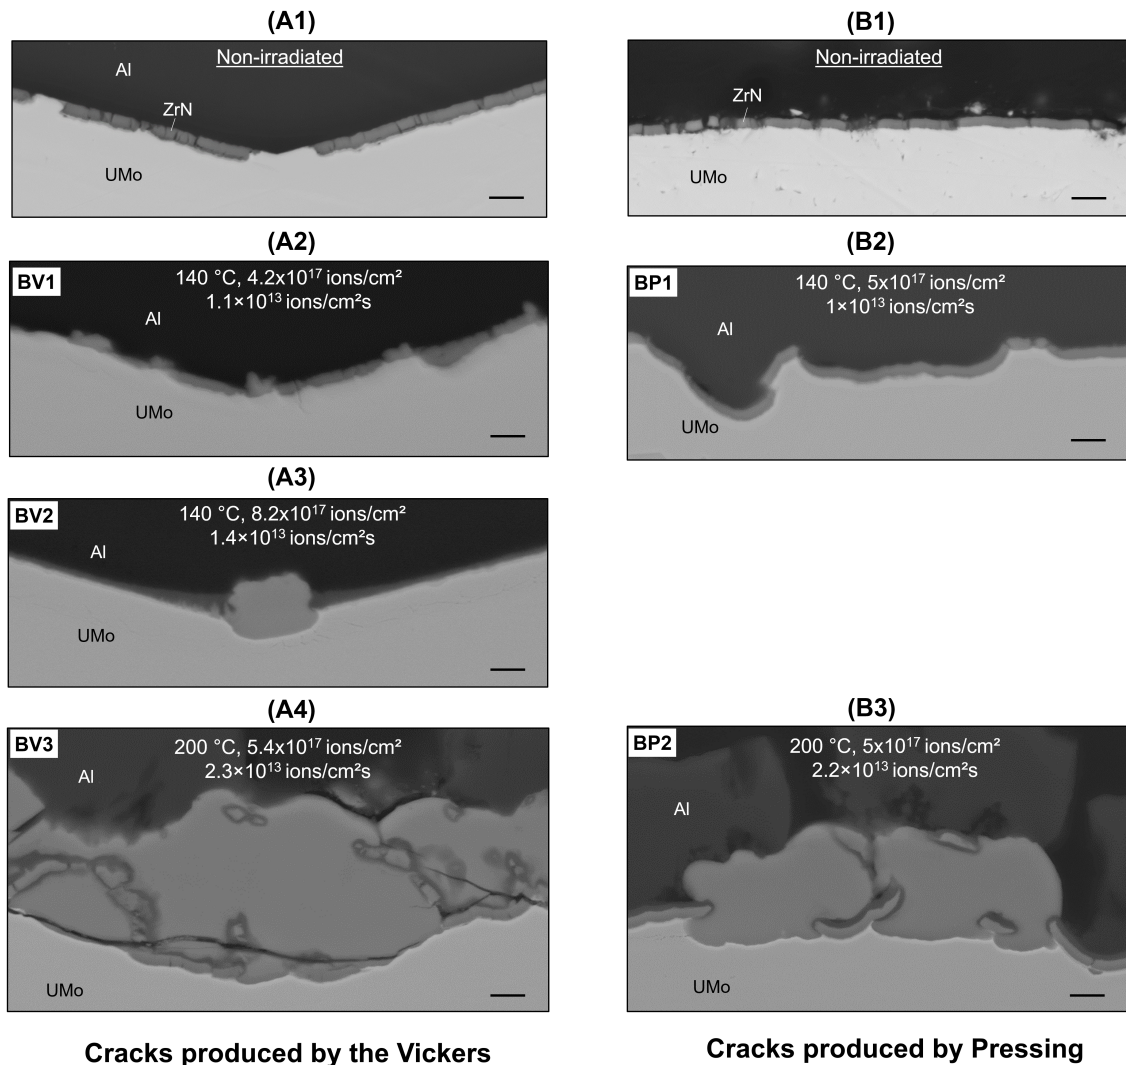 (A1)
Non-irradiated
Al
ZrN
UMo
(B1)
Non-irradiated
ZrN
UMo
(A2)
BV1
140 °C, 4.2x10¹⁷ ions/cm²
1.1×10¹³ ions/cm²s
Al
UMo
(B2)
BP1
140 °C, 5x10¹⁷ ions/cm²
1×10¹³ ions/cm²s
Al
UMo
(A3)
BV2
140 °C, 8.2x10¹⁷ ions/cm²
1.4×10¹³ ions/cm²s
Al
UMo
(A4)
BV3
200 °C, 5.4x10¹⁷ ions/cm²
2.3×10¹³ ions/cm²s
Al
UMo
(B3)
BP2
200 °C, 5x10¹⁷ ions/cm²
2.2×10¹³ ions/cm²s
Al
UMo
Cracks produced by the Vickers
Cracks produced by Pressing